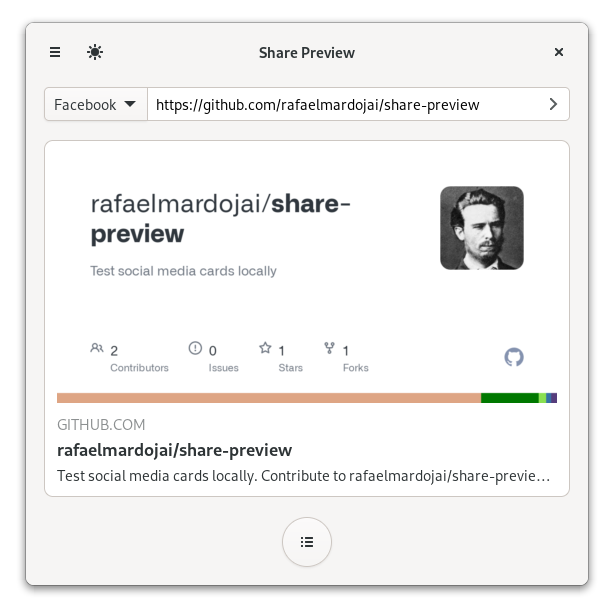 Share Preview
Facebook
https://github.com/rafaelmardojai/share-preview
rafaelmardojai/share-
preview
Test social media cards locally
2
Contributors
0
Issues
1
Stars
1
Forks
GITHUB.COM
rafaelmardojai/share-preview
Test social media cards locally. Contribute to rafaelmardojai/share-previe…